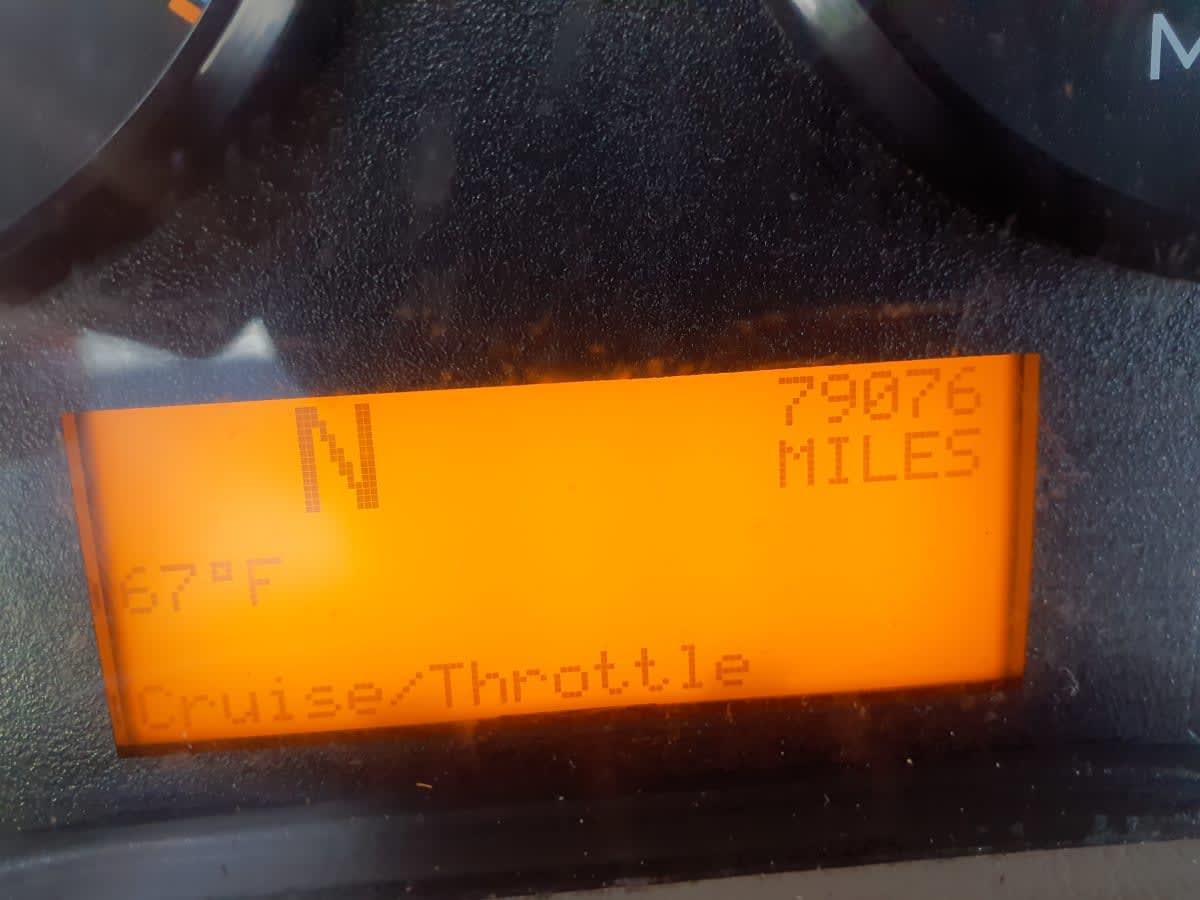 M
N
79076
MILES
67°F
Cruise/Throttle